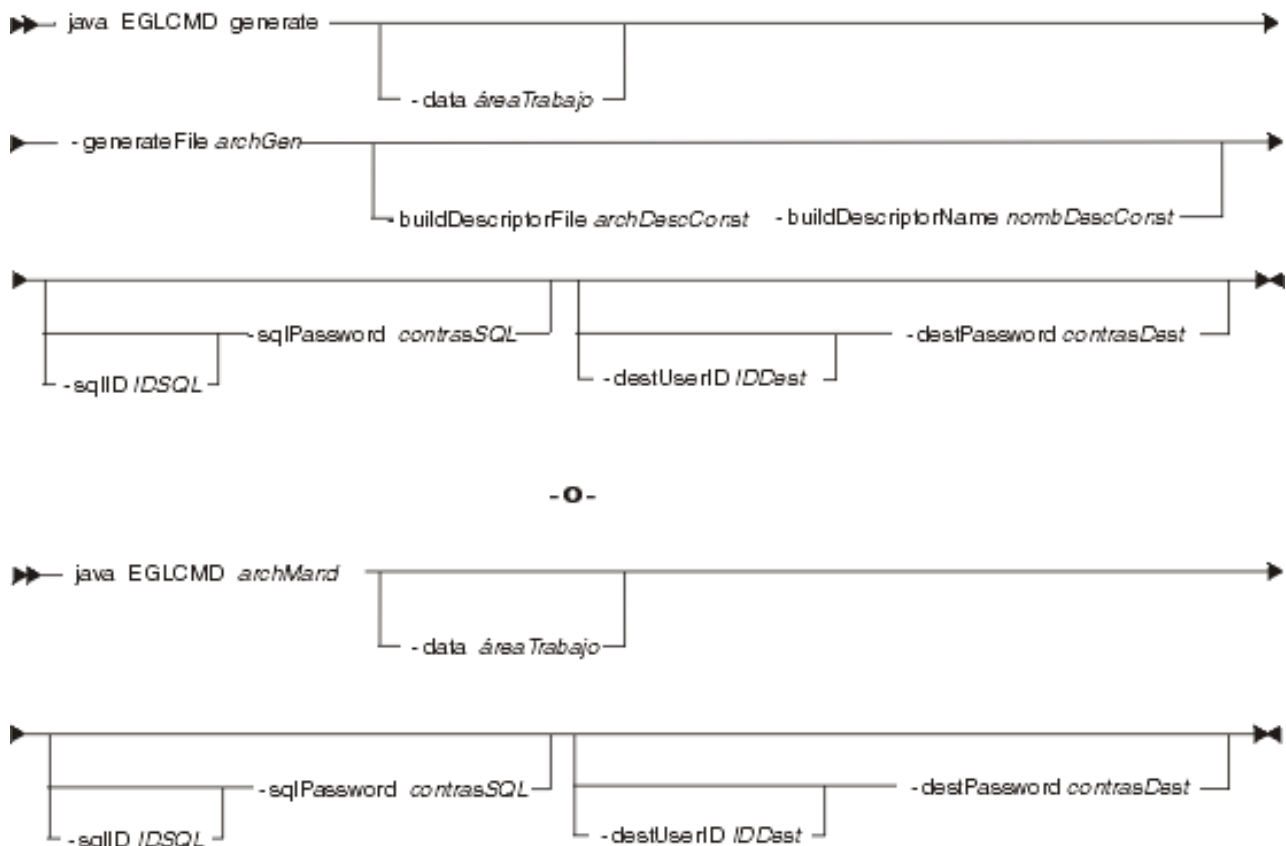 java EGLCMD generate
-data áreaTrabajo
-generateFile archGen
-buildDescriptorFile archDescConst -buildDescriptorName nombDescConst
-sqlPassword contrasSQL -destPassword contrasDest
-sqlID IDSQL -destUserID IDDest
-o-
java EGLCMD archMand
-data áreaTrabajo
-sqlPassword contrasSQL -destPassword contrasDest
-sqlID IDSQL -destUserID IDDest